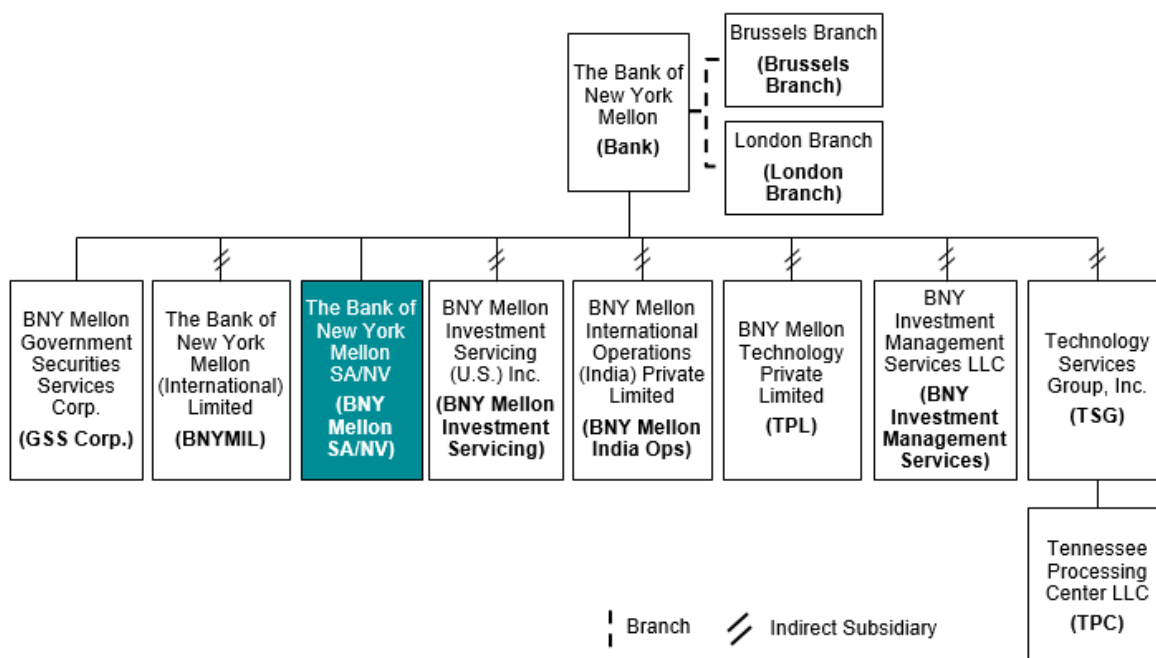 Brussels Branch
(Brussels
Branch)
The Bank of
New York
Mellon
(Bank)
London Branch
(London
Branch)
BNY Mellon
Government
Securities
Services
Corp.
(GSS Corp.)
The Bank of
New York
Mellon
(International)
Limited
(BNYMIL)
The Bank of
New York
Mellon
SA/NV
(BNY
Mellon
SA/NV)
BNY Mellon
Investment
Servicing
(U.S.) Inc.
(BNY Mellon
Investment
Servicing)
BNY Mellon
International
Operations
(India) Private
Limited
(BNY Mellon
India Ops)
BNY Mellon
Technology
Private
Limited
(TPL)
BNY
Investment
Management
Services LLC
(BNY
Investment
Management
Services)
Technology
Services
Group, Inc.
(TSG)
Tennessee
Processing
Center LLC
(TPC)
Branch
Indirect Subsidiary